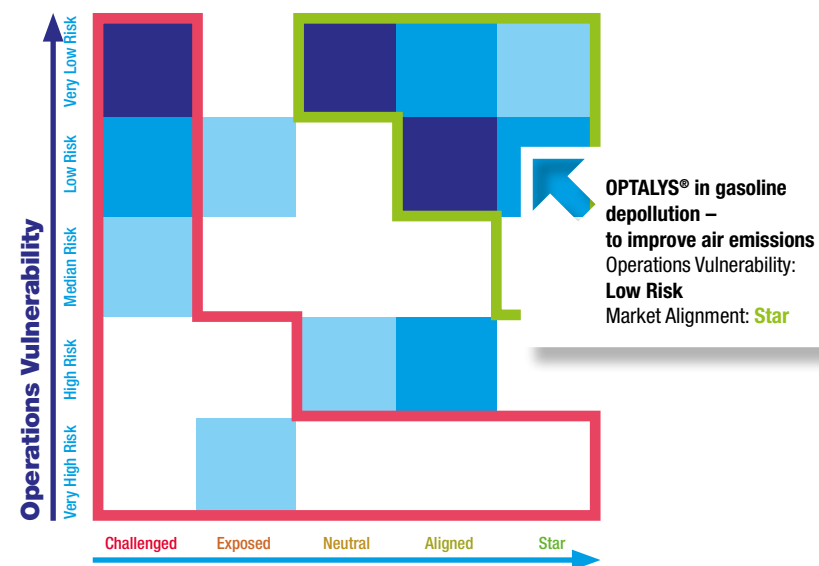 Operations Vulnerability
Very Low Risk
Low Risk
Median Risk
High Risk
Very High Risk
OPTALYS® in gasoline
depollution –
to improve air emissions
Operations Vulnerability:
Low Risk
Market Alignment: Star
Challenged
Exposed
Neutral
Aligned
Star